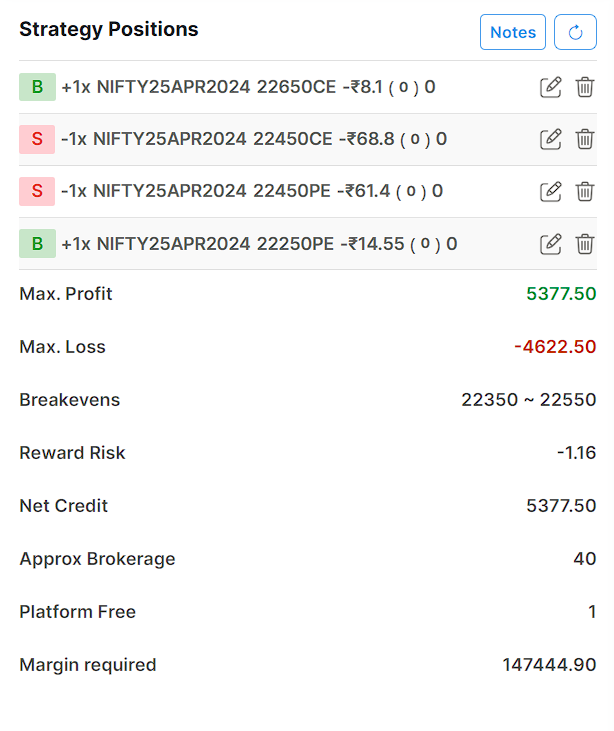 Strategy Positions
Notes
B +1x NIFTY25APR2024 22650CE -₹8.1 ( 0 ) 0
S -1x NIFTY25APR2024 22450CE -₹68.8 ( 0 ) 0
S -1x NIFTY25APR2024 22450PE -₹61.4 ( 0 ) 0
B +1x NIFTY25APR2024 22250PE -₹14.55 ( 0 ) 0
Max. Profit 5377.50
Max. Loss -4622.50
Breakevens 22350 ~ 22550
Reward Risk -1.16
Net Credit 5377.50
Approx Brokerage 40
Platform Free 1
Margin required 147444.90